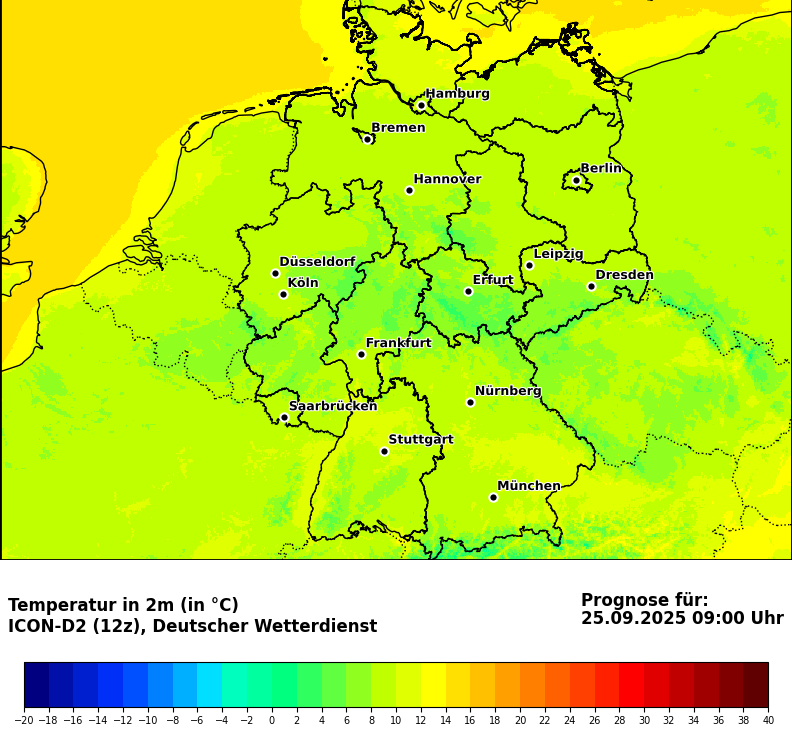 Hamburg
Bremen
Berlin
Hannover
Leipzig
Düsseldorf
Dresden
Erfurt
Köln
Frankfurt
Nürnberg
Saarbrücken
Stuttgart
München
Temperatur in 2m (in °C)
ICON-D2 (12z), Deutscher Wetterdienst
Prognose für:
25.09.2025 09:00 Uhr
−20 −18 −16 −14 −12 −10 −8 −6 −4 −2 0 2 4 6 8 10 12 14 16 18 20 22 24 26 28 30 32 34 36 38 40